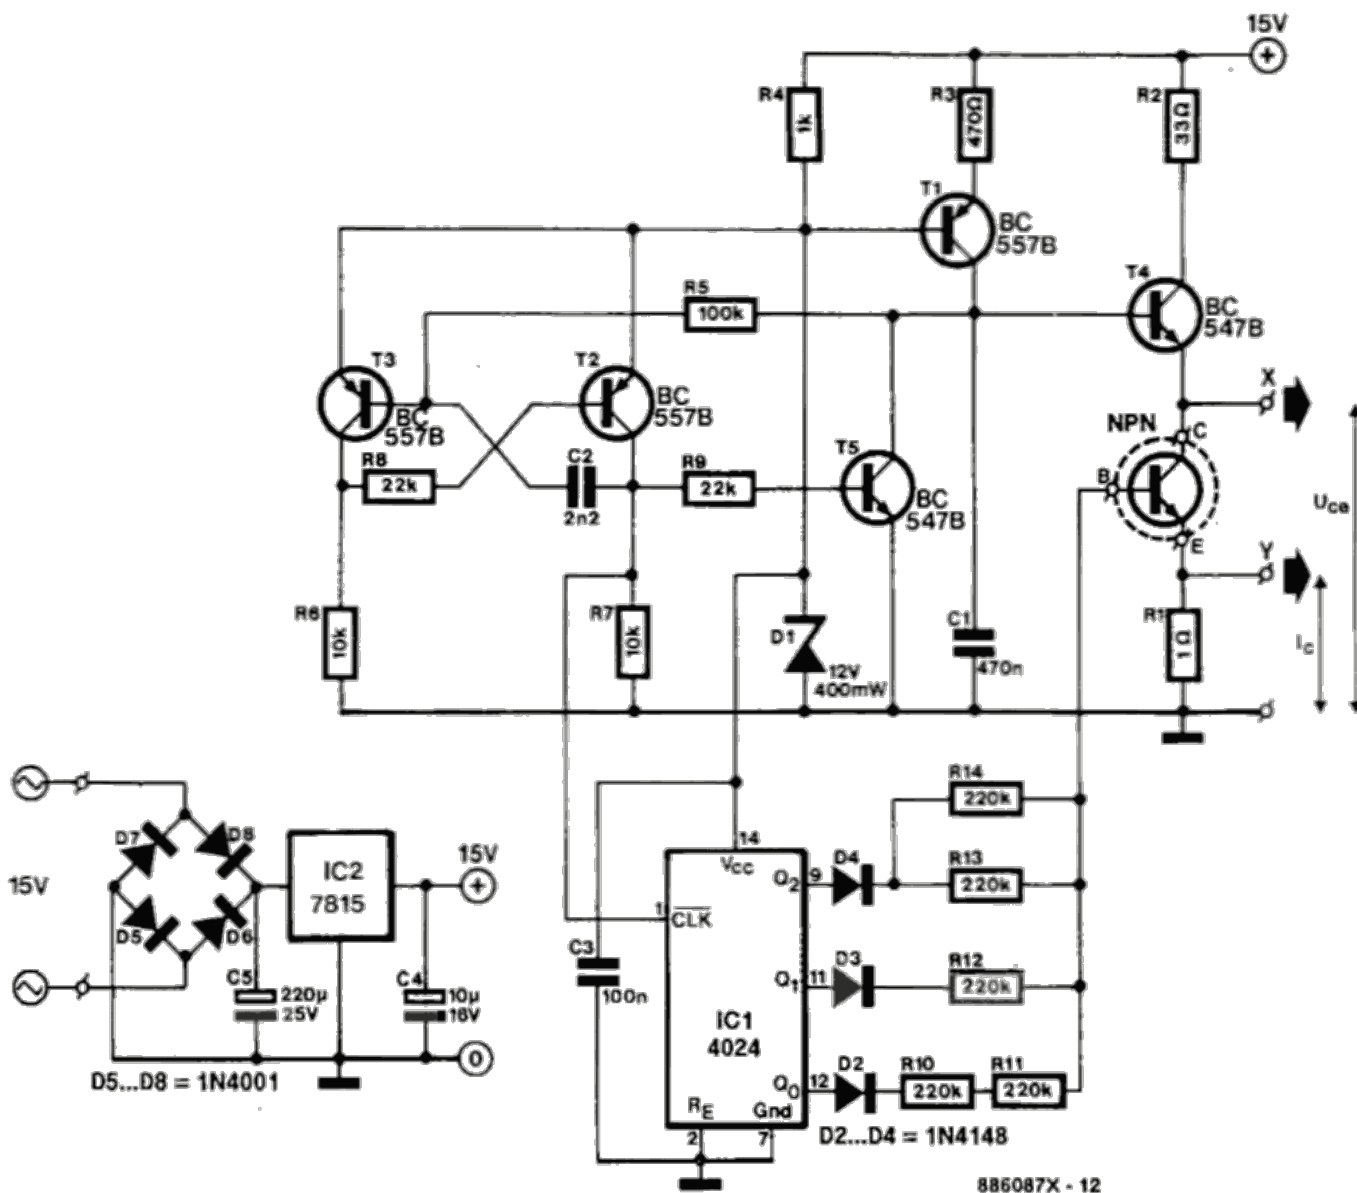 15V
+
R4
1k
R3
470Ω
R2
33Ω
T1
BC
557B
T4
BC
547B
R5
100k
T3
BC
557B
T2
BC
557B
X
NPN
C
B
E
R8
22k
C2
2n2
R9
22k
T5
BC
547B
Uce
Y
R6
10k
R7
10k
D1
12V
400mW
C1
470n
R1
1Ω
IC
15V
D7
D8
D5
D6
IC2
7815
15V
+
C5
220µ
25V
C4
10µ
16V
0
D5...D8 = 1N4001
14
VCC
1
CLK
C3
100n
IC1
4024
Q2
9
D4
R14
220k
R13
220k
Q1
11
D3
R12
220k
Q0
12
D2
R10
220k
R11
220k
RE
2
Gnd
7
D2...D4 = 1N4148
886087X - 12